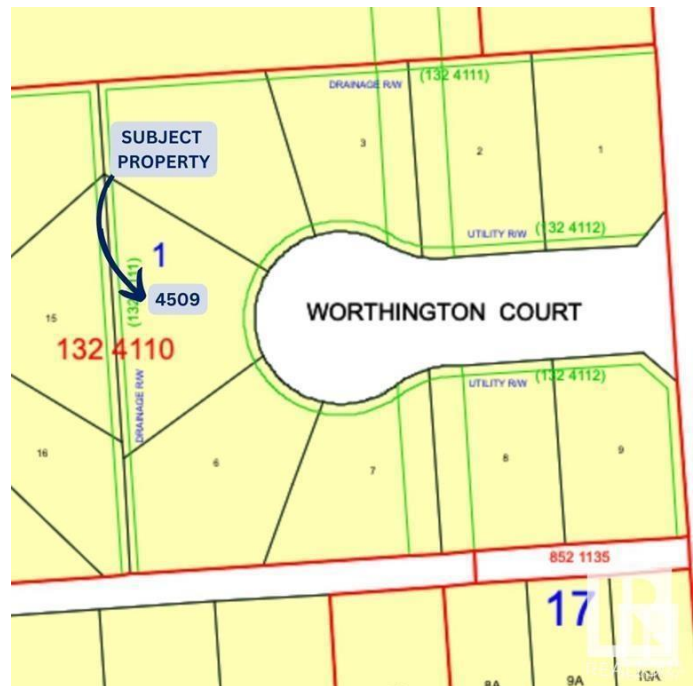 DRAINAGE R/W
(132 4111)
SUBJECT
PROPERTY
3
2
1
UTILITY R/W
(132 4112)
1
4509
WORTHINGTON COURT
15
132 4110
UTILITY R/W
(132 4112)
DRAINAGE R/W
16
6
7
8
9
852 1135
17
8A
9A
10A